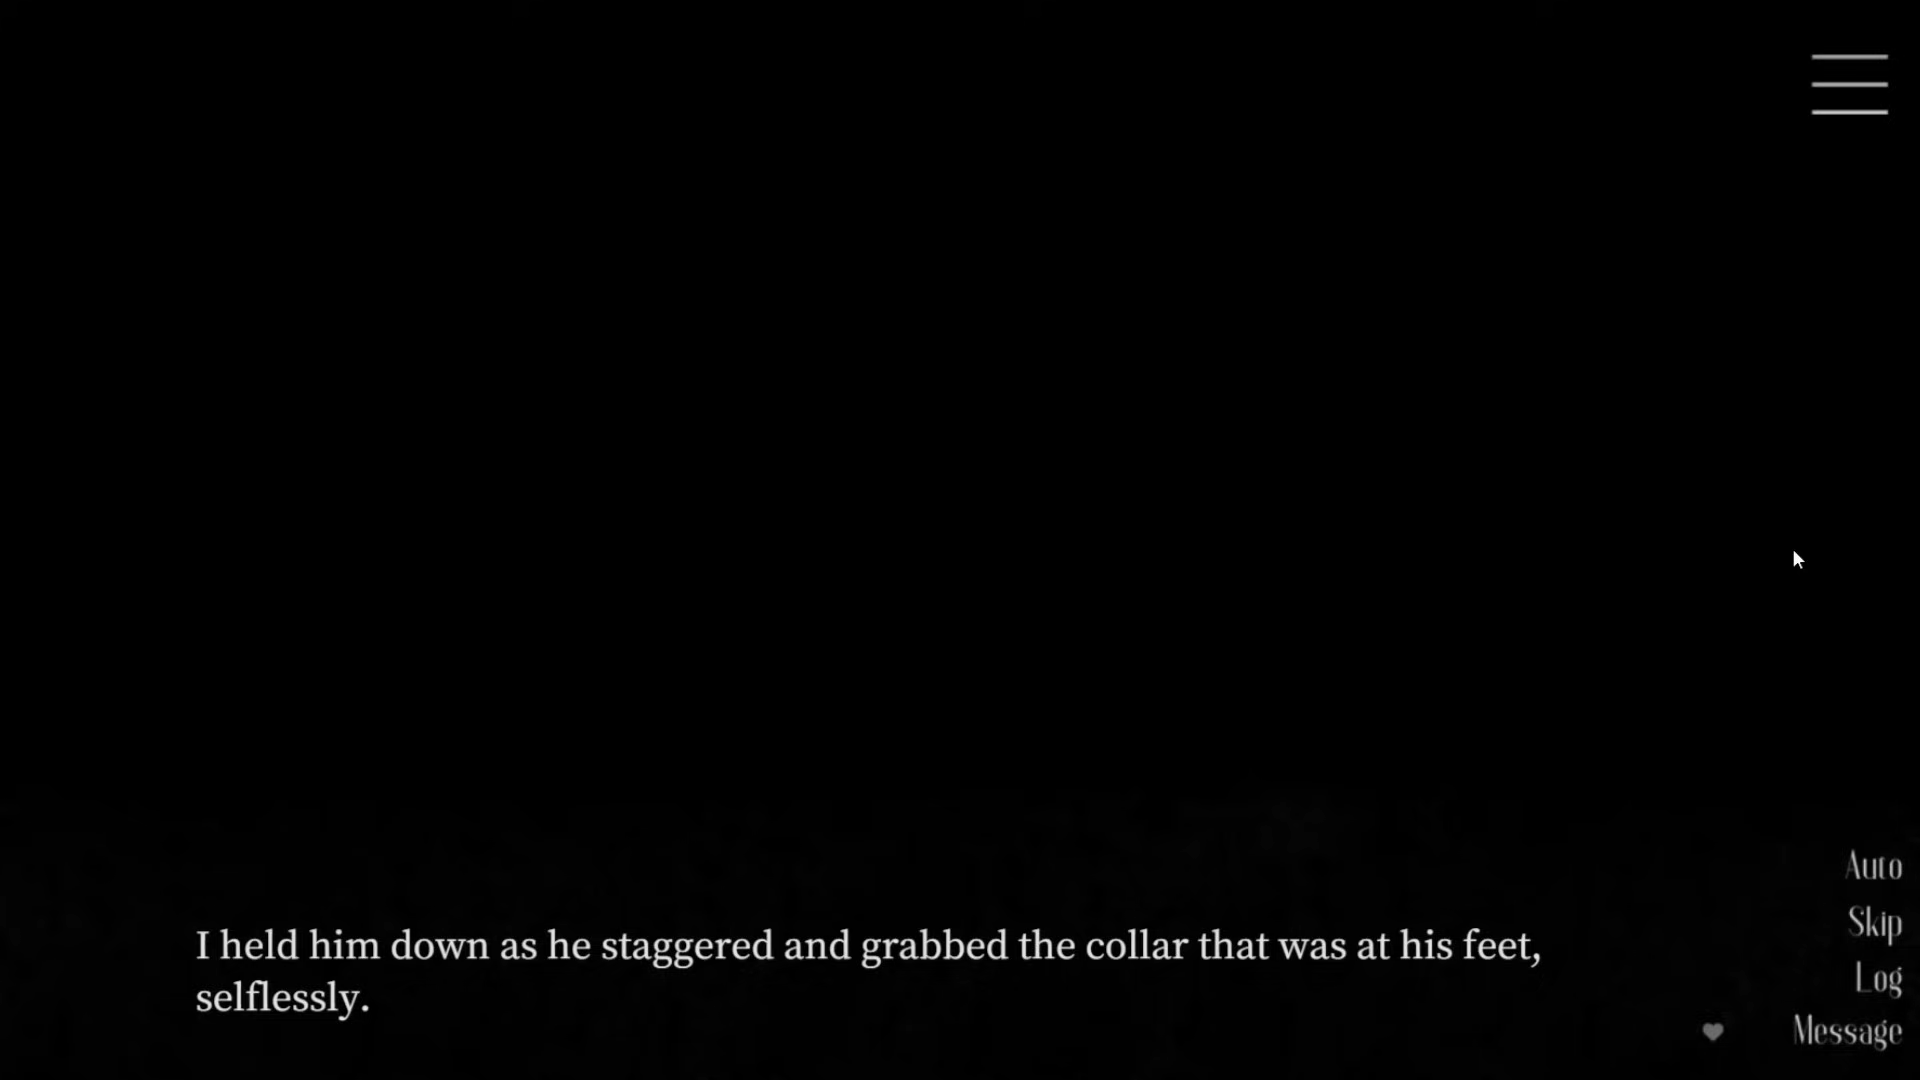 Auto
Skip
I held him down as he staggered and grabbed the collar that was at his feet,
selflessly.
Log
Message